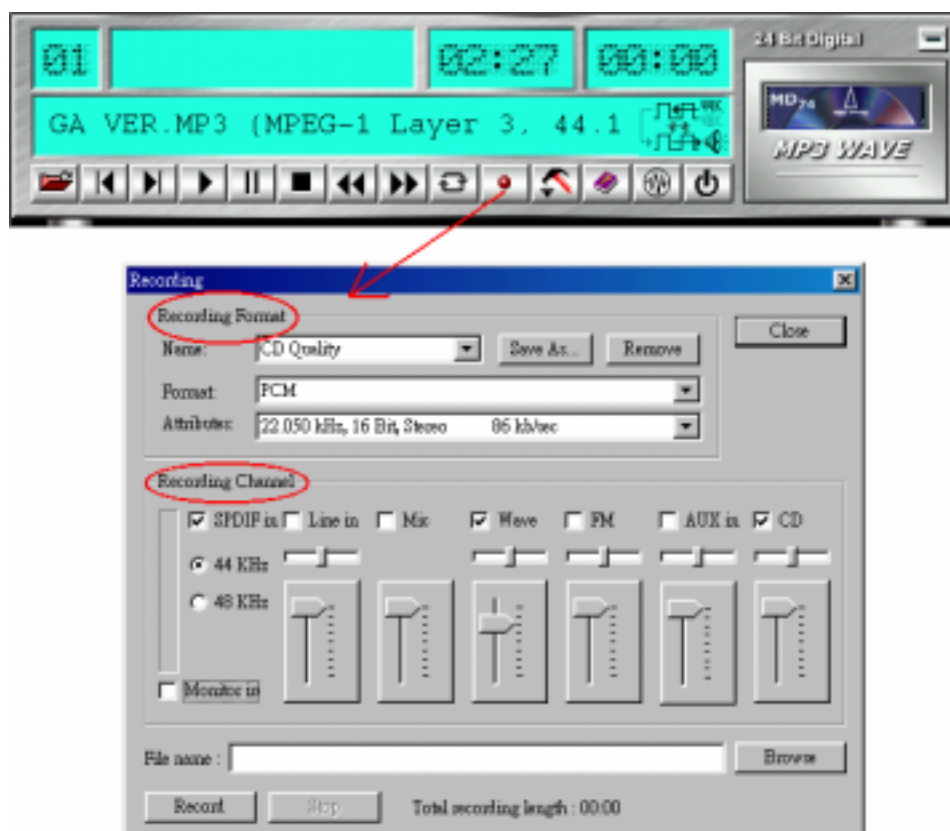 24 Bit Digital
01 02:27 00:00
GA VER.MP3 (MPEG-1 Layer 3, 44.1
MD74
MP3 WAVE
Recording
Recording Format
Close
Name: CD Quality Save As... Remove
Format: PCM
Attributes: 22.050 kHz, 16 Bit, Stereo 86 kb/sec
Recording Channel
SPDIF in Line in Mic Wave FM AUX in CD
44 KHz
48 KHz
Monitor in
File name : Browse
Record Stop Total recording length : 00:00